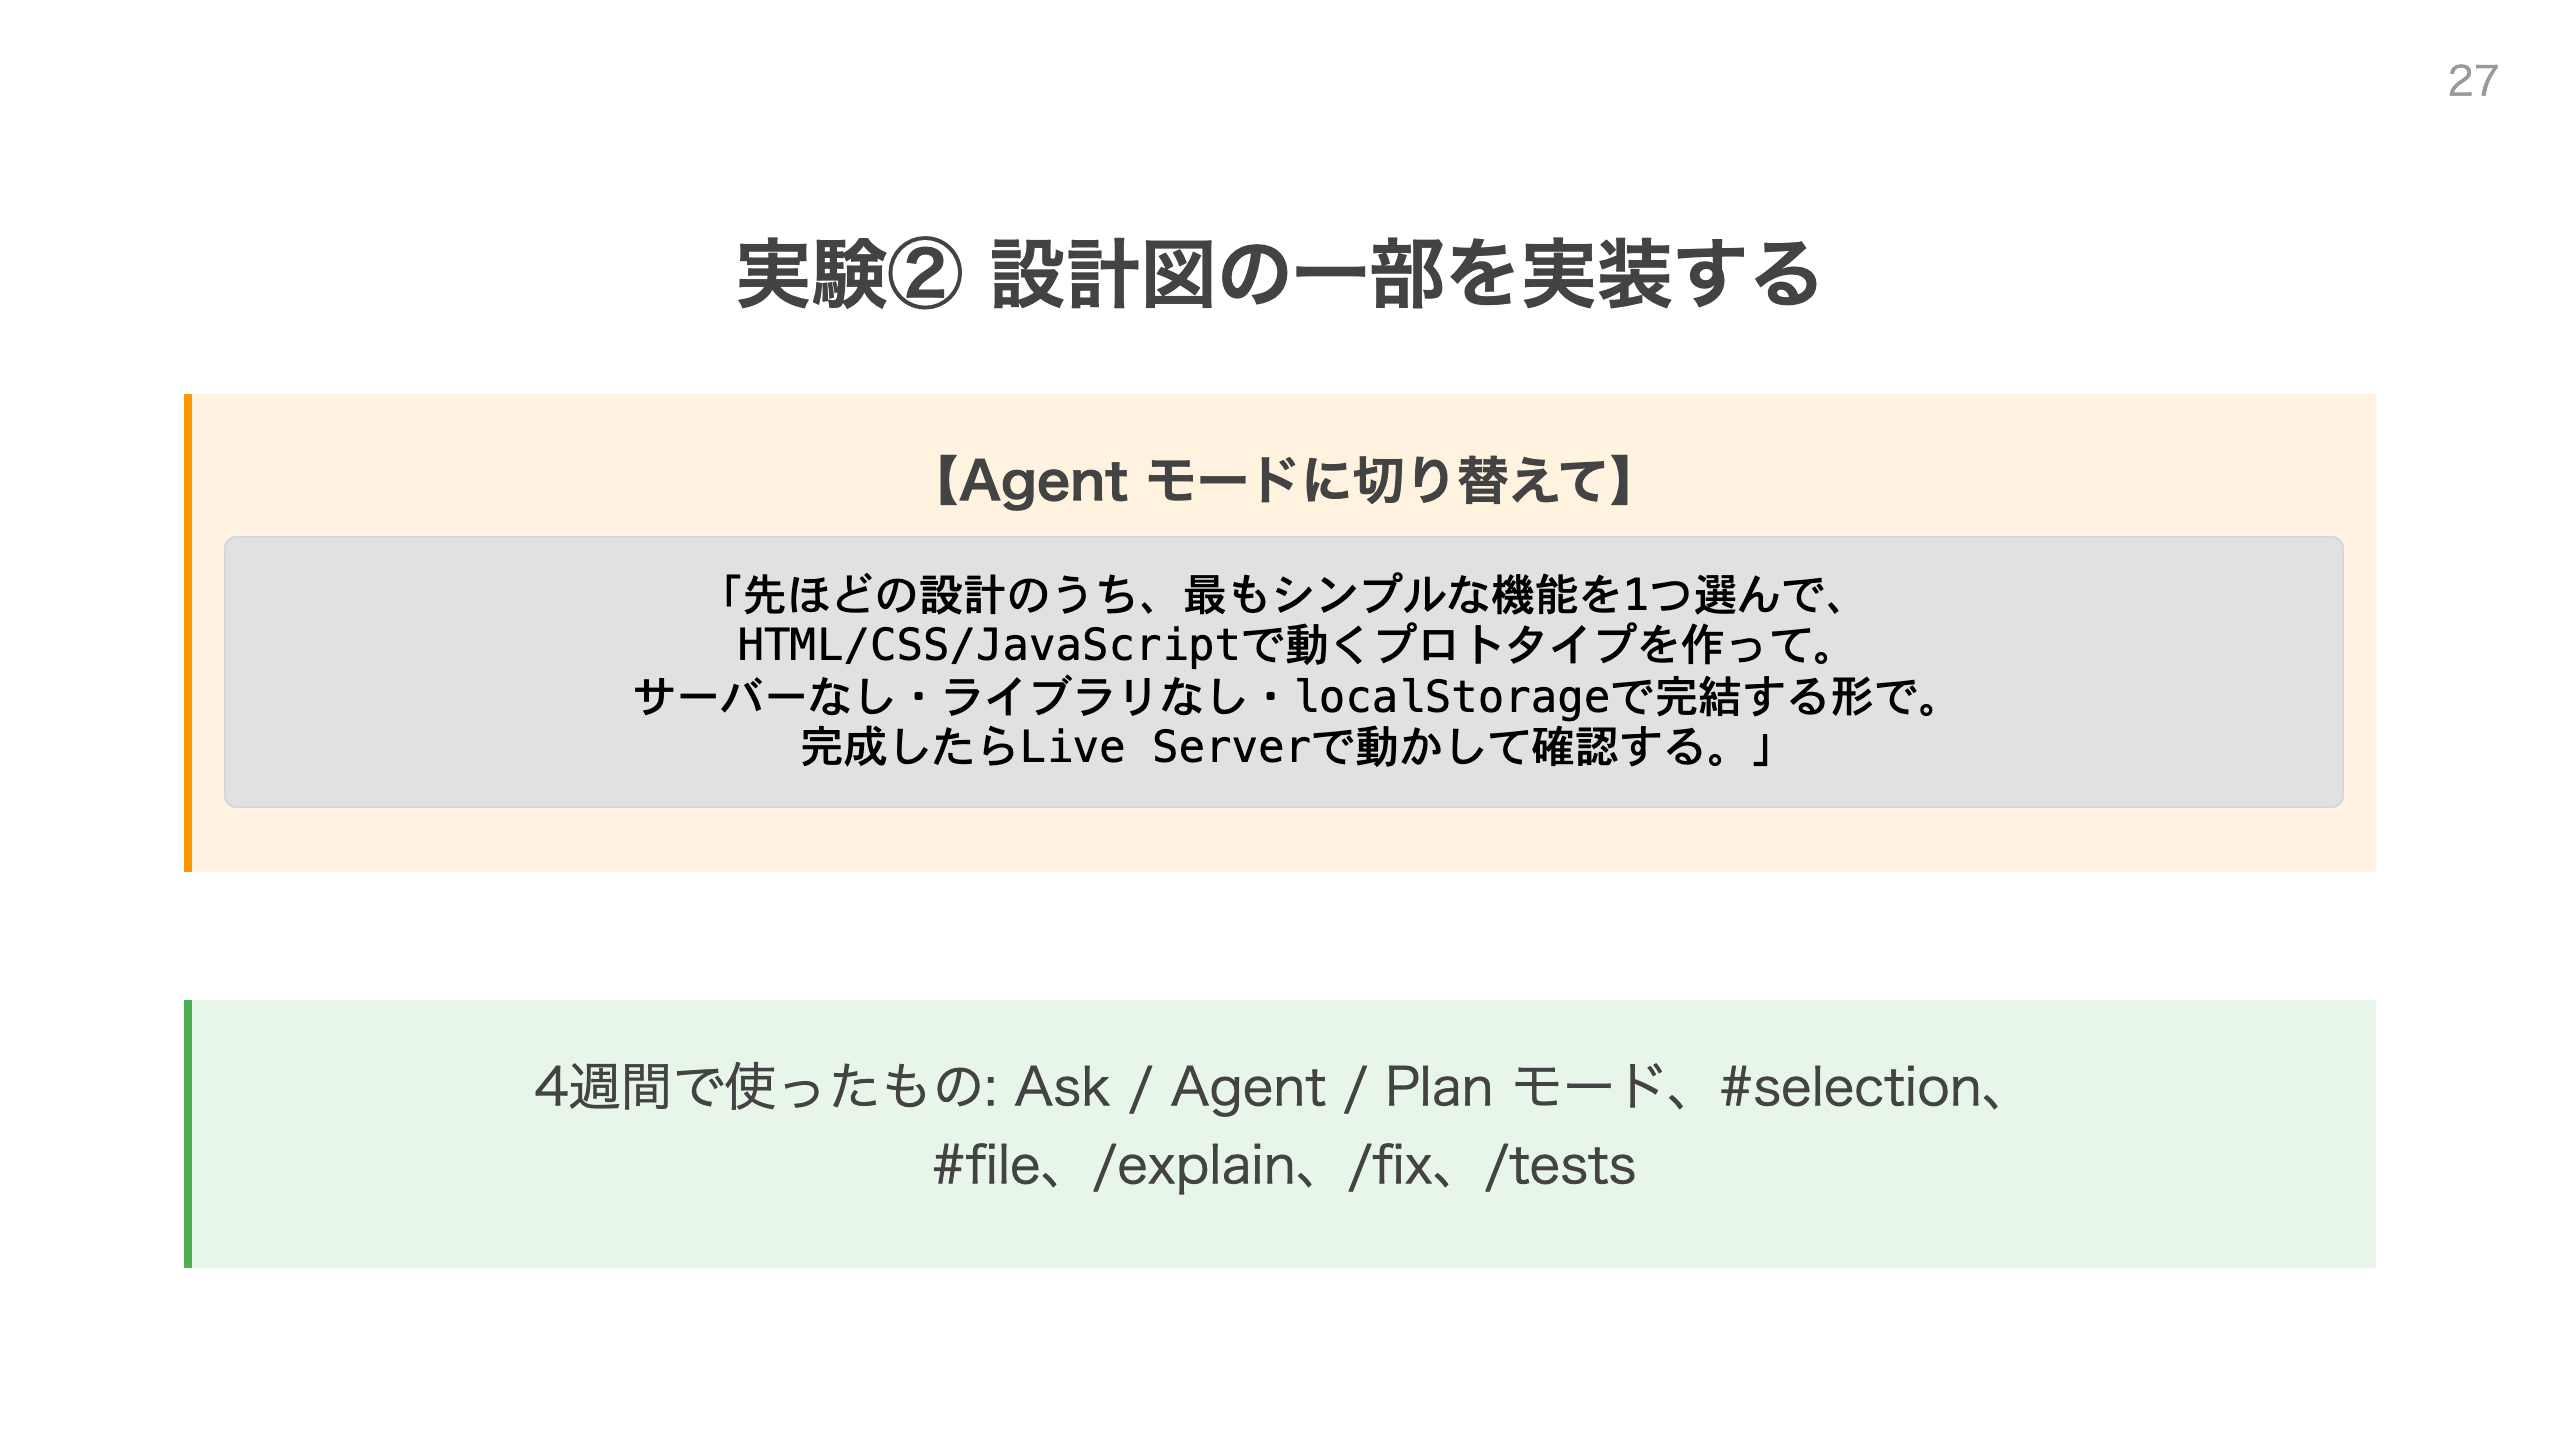 27
実験② 設計図の一部を実装する
【Agent モードに切り替えて】
「先ほどの設計のうち、最もシンプルな機能を1つ選んで、
HTML/CSS/JavaScriptで動くプロトタイプを作って。
サーバーなし・ライブラリなし・localStorageで完結する形で。
完成したらLive Serverで動かして確認する。」
4週間で使ったもの: Ask / Agent / Plan モード、#selection、
#file、/explain、/fix、/tests